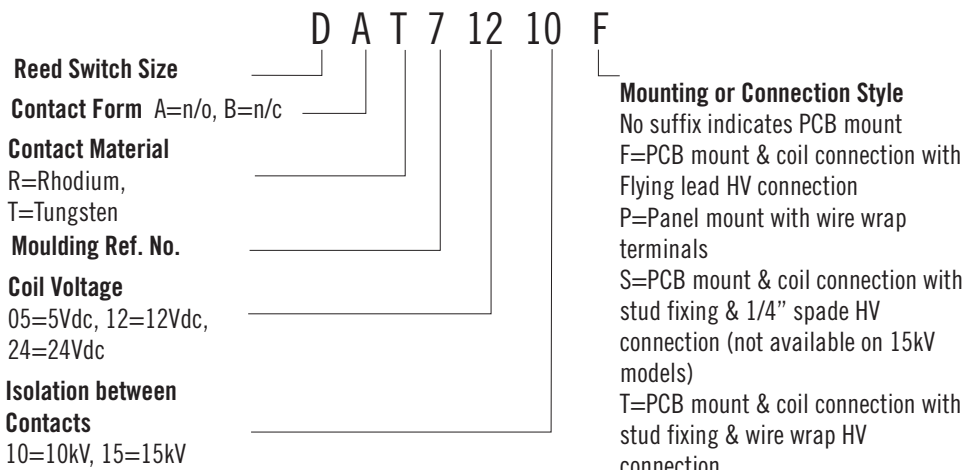 D A T 7 12 10 F
Reed Switch Size
Contact Form A=n/o, B=n/c
Contact Material
R=Rhodium,
T=Tungsten
Moulding Ref. No.
Coil Voltage
05=5Vdc, 12=12Vdc,
24=24Vdc
Isolation between
Contacts
10=10kV, 15=15kV
Mounting or Connection Style
No suffix indicates PCB mount
F=PCB mount & coil connection with
Flying lead HV connection
P=Panel mount with wire wrap
terminals
S=PCB mount & coil connection with
stud fixing & 1/4” spade HV
connection (not available on 15kV
models)
T=PCB mount & coil connection with
stud fixing & wire wrap HV
connection